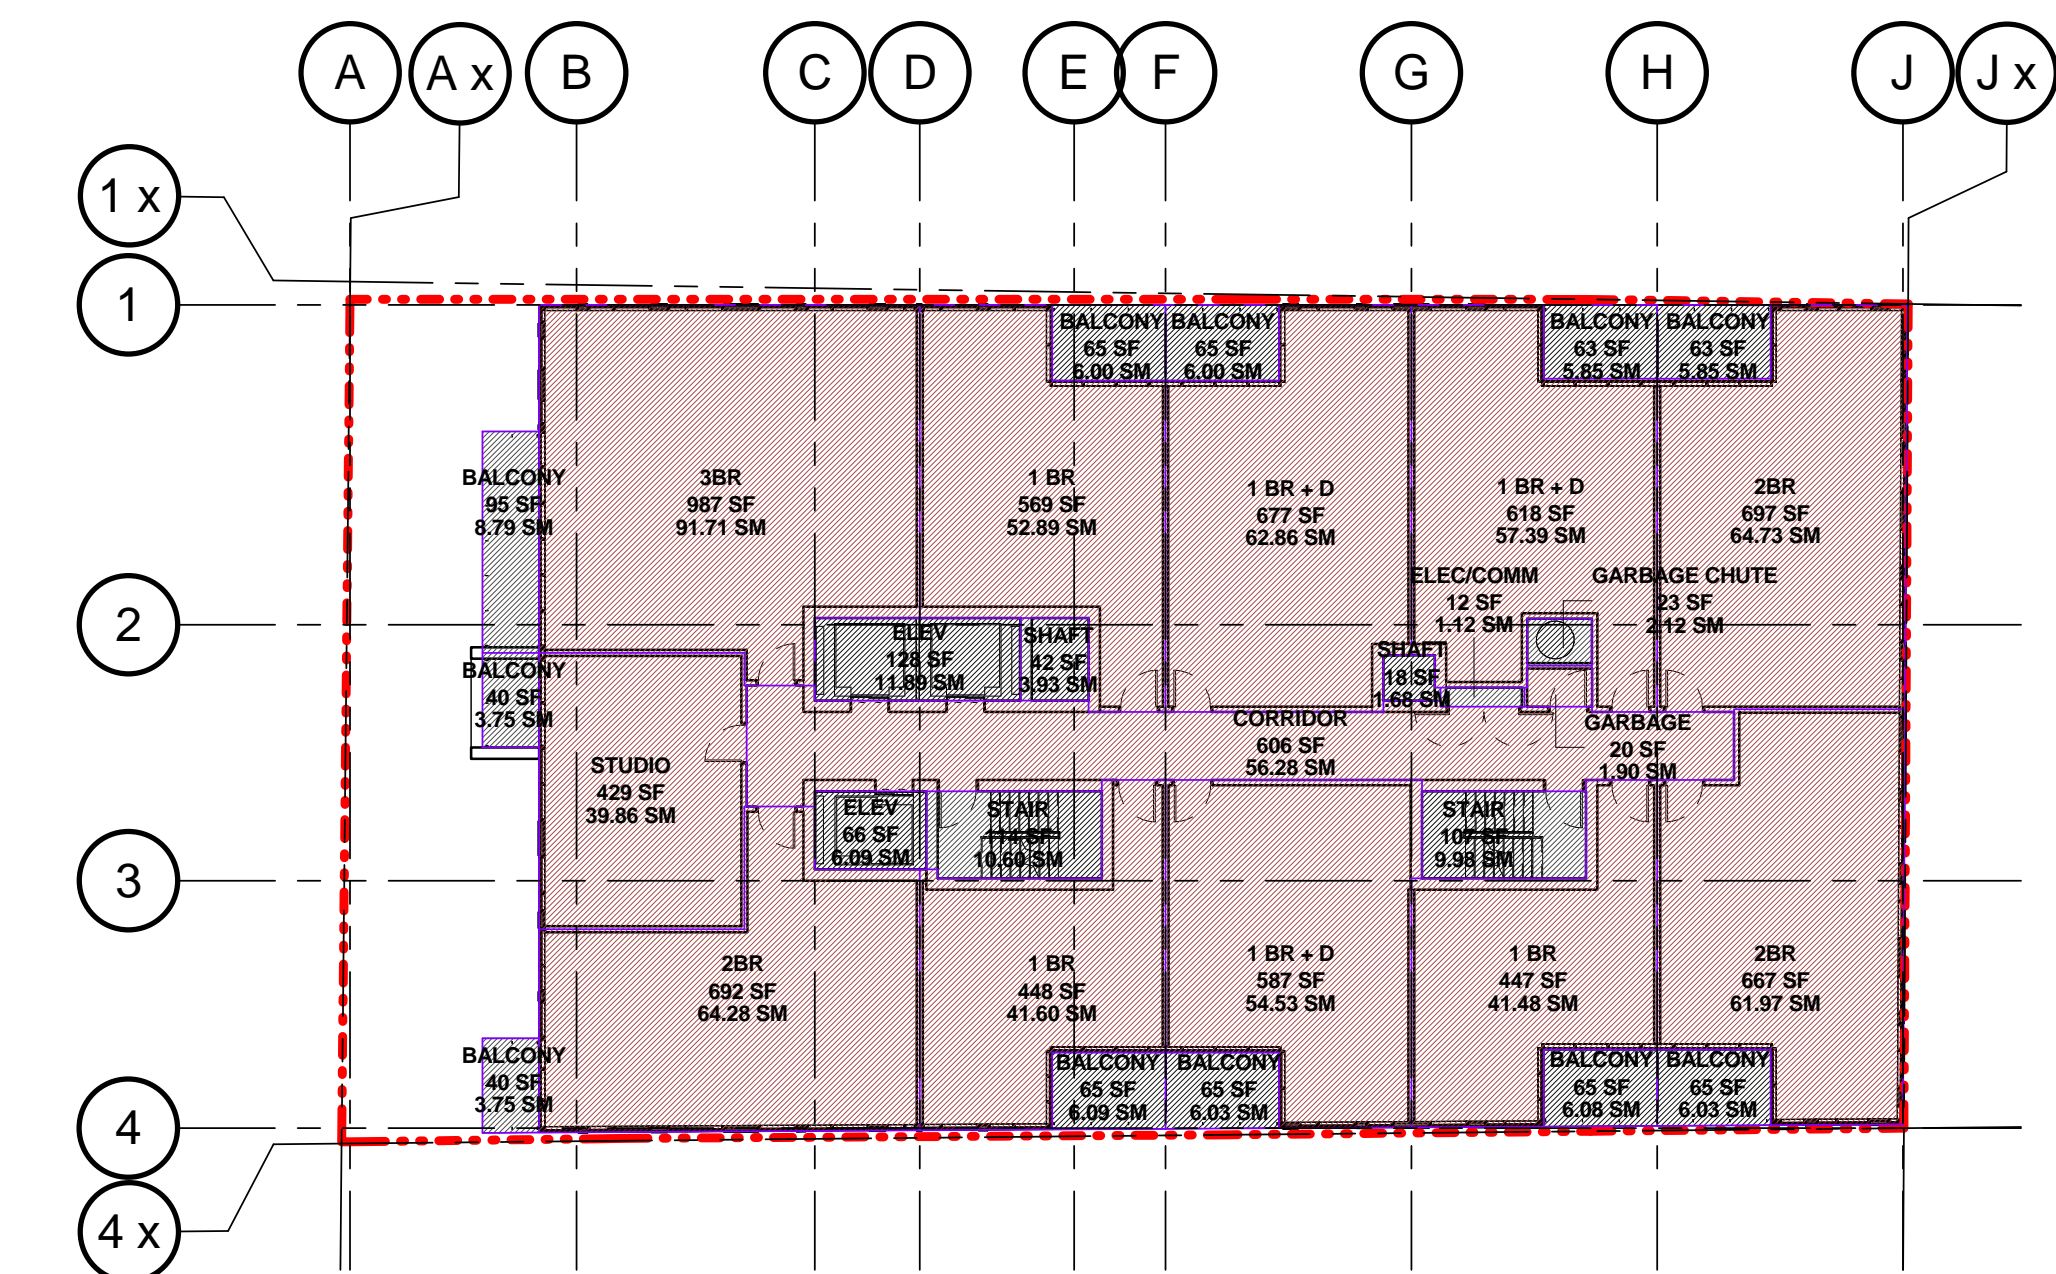 A
A x
B
C
D
E
F
G
H
J
J x
1 x
1
2
3
4
4 x
BALCONY
65 SF
6.00 SM
BALCONY
65 SF
6.00 SM
BALCONY
63 SF
5.85 SM
BALCONY
63 SF
5.85 SM
BALCONY
95 SF
8.79 SM
3BR
987 SF
91.71 SM
1 BR
569 SF
52.89 SM
1 BR + D
677 SF
62.86 SM
1 BR + D
618 SF
57.39 SM
2BR
697 SF
64.73 SM
ELEC/COMM
12 SF
1.12 SM
GARBAGE CHUTE
23 SF
2.12 SM
ELEV
128 SF
11.89 SM
SHAFT
42 SF
3.93 SM
SHAFT
18 SF
1.68 SM
BALCONY
40 SF
3.75 SM
CORRIDOR
606 SF
56.28 SM
GARBAGE
20 SF
1.90 SM
STUDIO
429 SF
39.86 SM
ELEV
66 SF
6.09 SM
STAIR
114 SF
10.60 SM
STAIR
107 SF
9.98 SM
2BR
692 SF
64.28 SM
1 BR
448 SF
41.60 SM
1 BR + D
587 SF
54.53 SM
1 BR
447 SF
41.48 SM
2BR
667 SF
61.97 SM
BALCONY
40 SF
3.75 SM
BALCONY
65 SF
6.09 SM
BALCONY
65 SF
6.03 SM
BALCONY
65 SF
6.08 SM
BALCONY
65 SF
6.03 SM